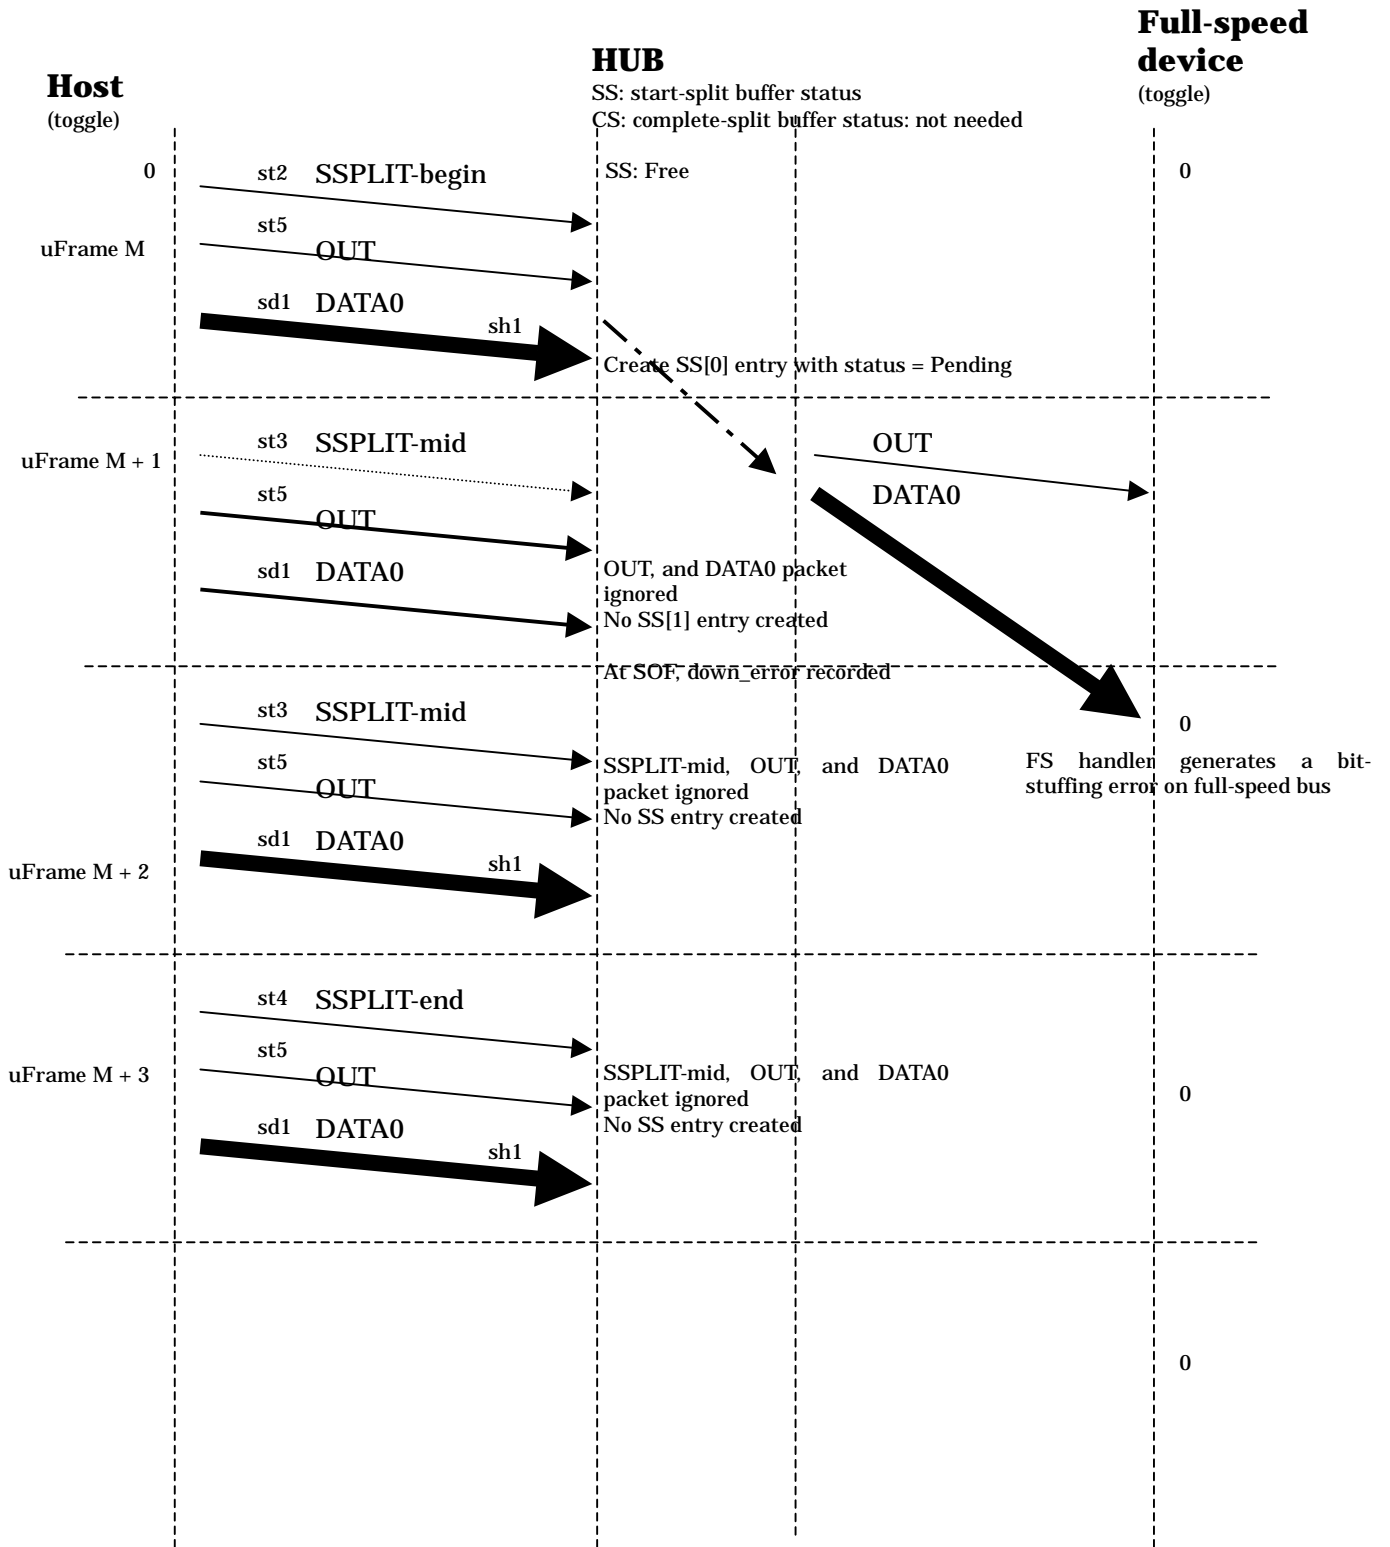 Full-speed
device
(toggle)
HUB
SS: start-split buffer status
CS: complete-split buffer status: not needed
Host
(toggle)
0
st2 SSPLIT-begin
SS: Free
0
st5
OUT
uFrame M
sd1 DATA0
sh1
Create SS[0] entry with status = Pending
st3 SSPLIT-mid
OUT
uFrame M + 1
st5
DATA0
OUT
sd1 DATA0
OUT, and DATA0 packet
ignored
No SS[1] entry created
At SOF, down_error recorded
st3 SSPLIT-mid
0
st5
OUT
SSPLIT-mid, OUT, and DATA0
packet ignored
No SS entry created
FS handler generates a bit-
stuffing error on full-speed bus
sd1 DATA0
sh1
uFrame M + 2
st4 SSPLIT-end
st5
OUT
uFrame M + 3
SSPLIT-mid, OUT, and DATA0
packet ignored
No SS entry created
0
sd1 DATA0
sh1
0